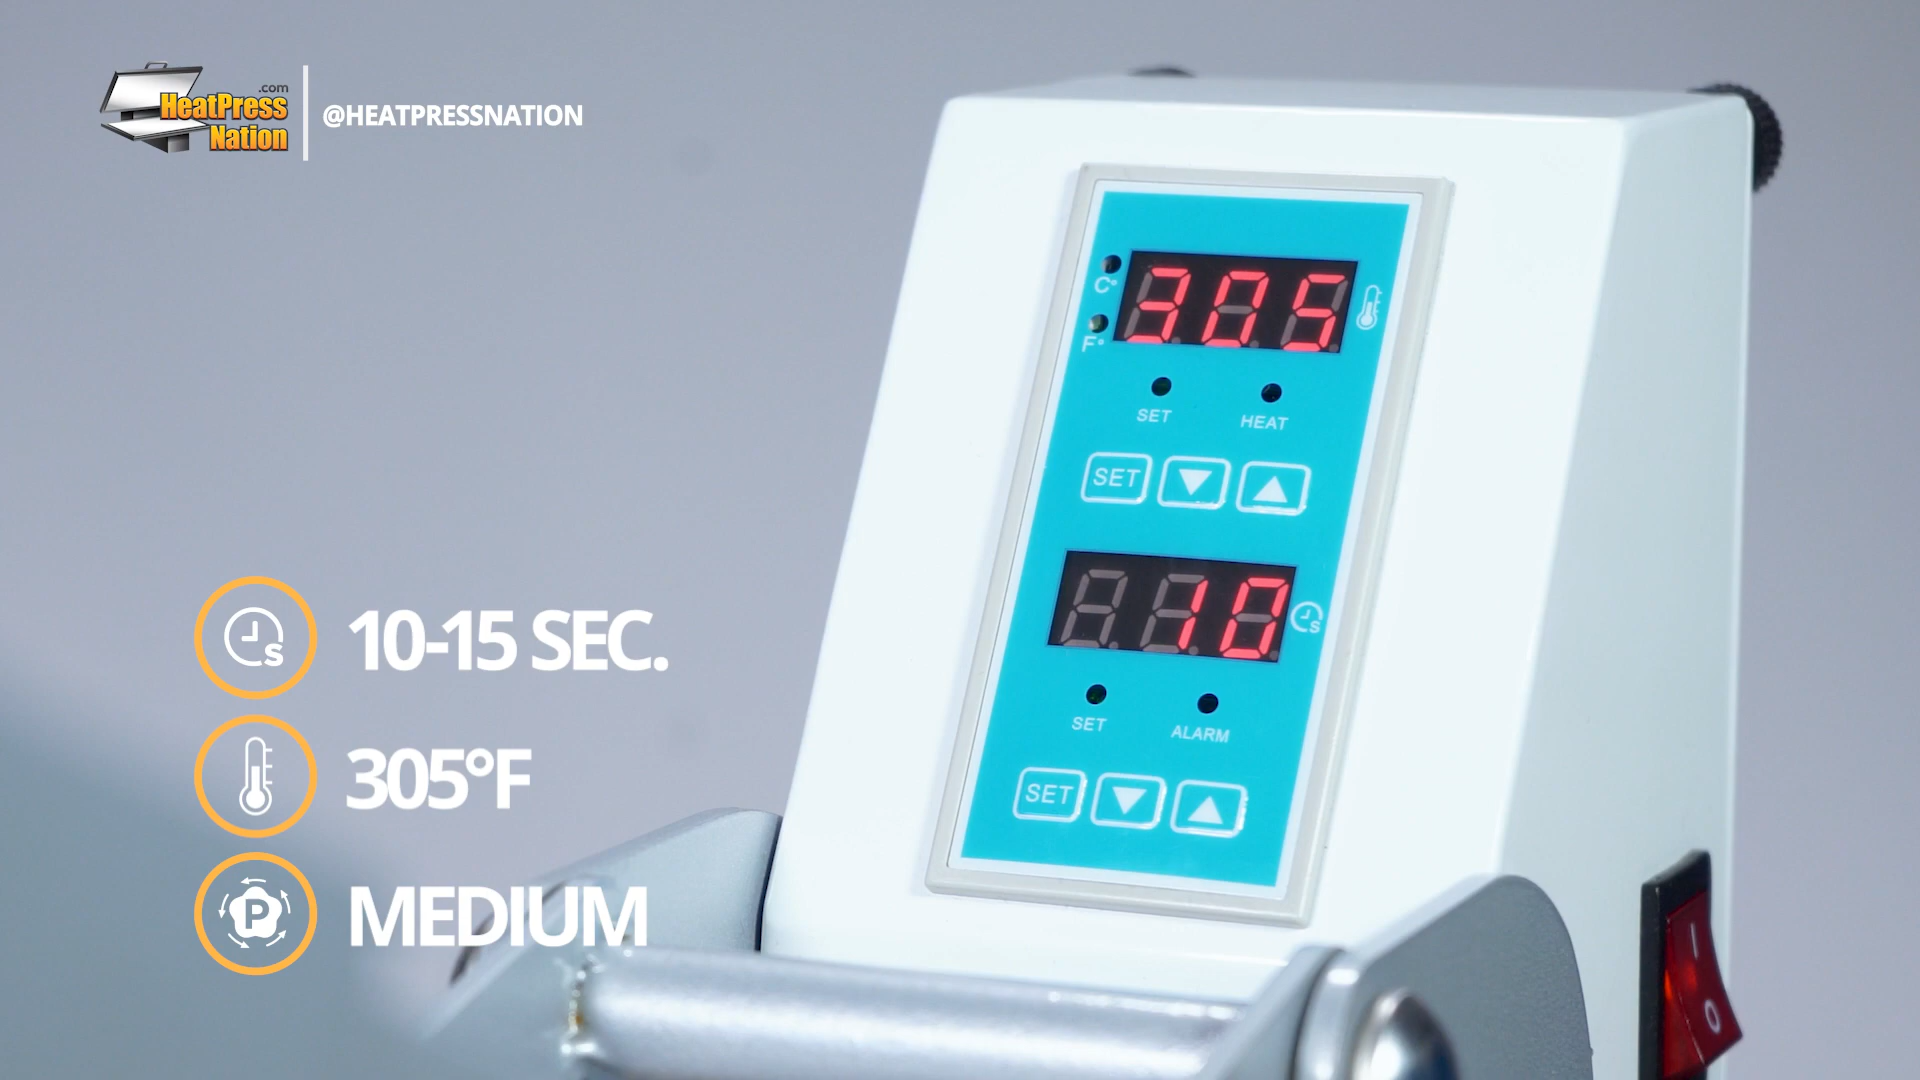 .com
HeatPress
Nation
@HEATPRESSNATION
305
C°
F°
SET HEAT
SET
10
S
SET ALARM
SET
10-15 SEC.
S
305°F
P
MEDIUM